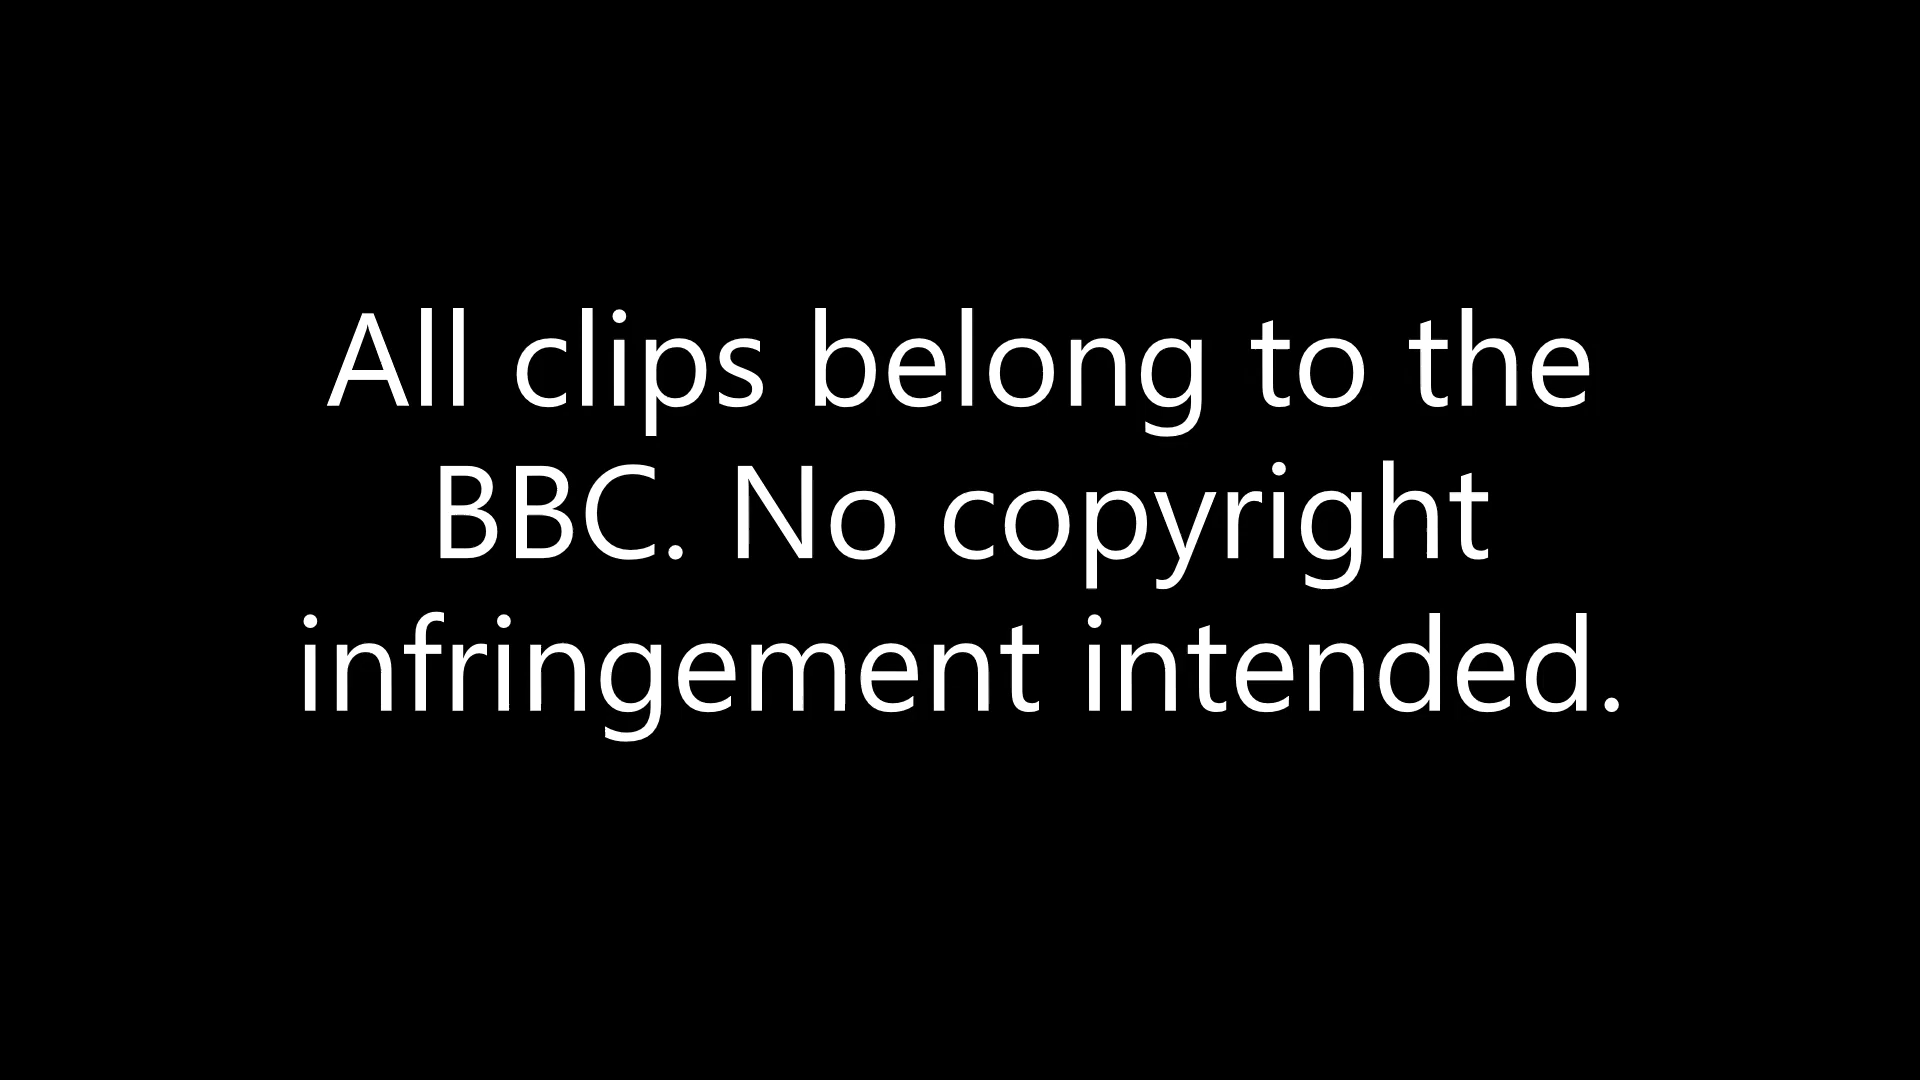 All clips belong to the
BBC. No copyright
infringement intended.